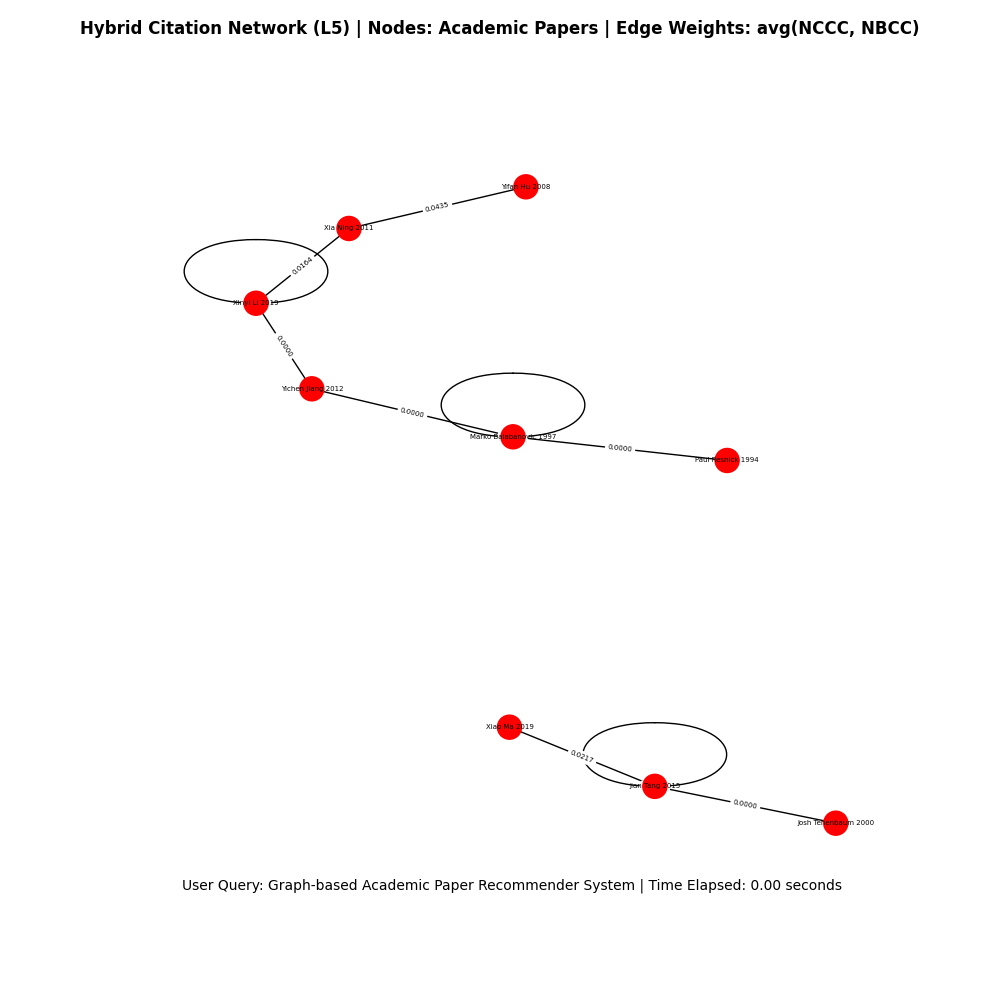 Hybrid Citation Network (L5) | Nodes: Academic Papers | Edge Weights: avg(NCCC, NBCC)
Yifan Hu 2008
0.0435
Xia Ning 2011
0.0164
Xinyi Li 2019
0.0000
Yichen Jiang 2012
0.0000
Marko Balabanovic 1997
0.0000
Paul Resnick 1994
Xiao Ma 2019
0.0217
Jian Tang 2015
0.0000
Josh Tenenbaum 2000
User Query: Graph-based Academic Paper Recommender System | Time Elapsed: 0.00 seconds